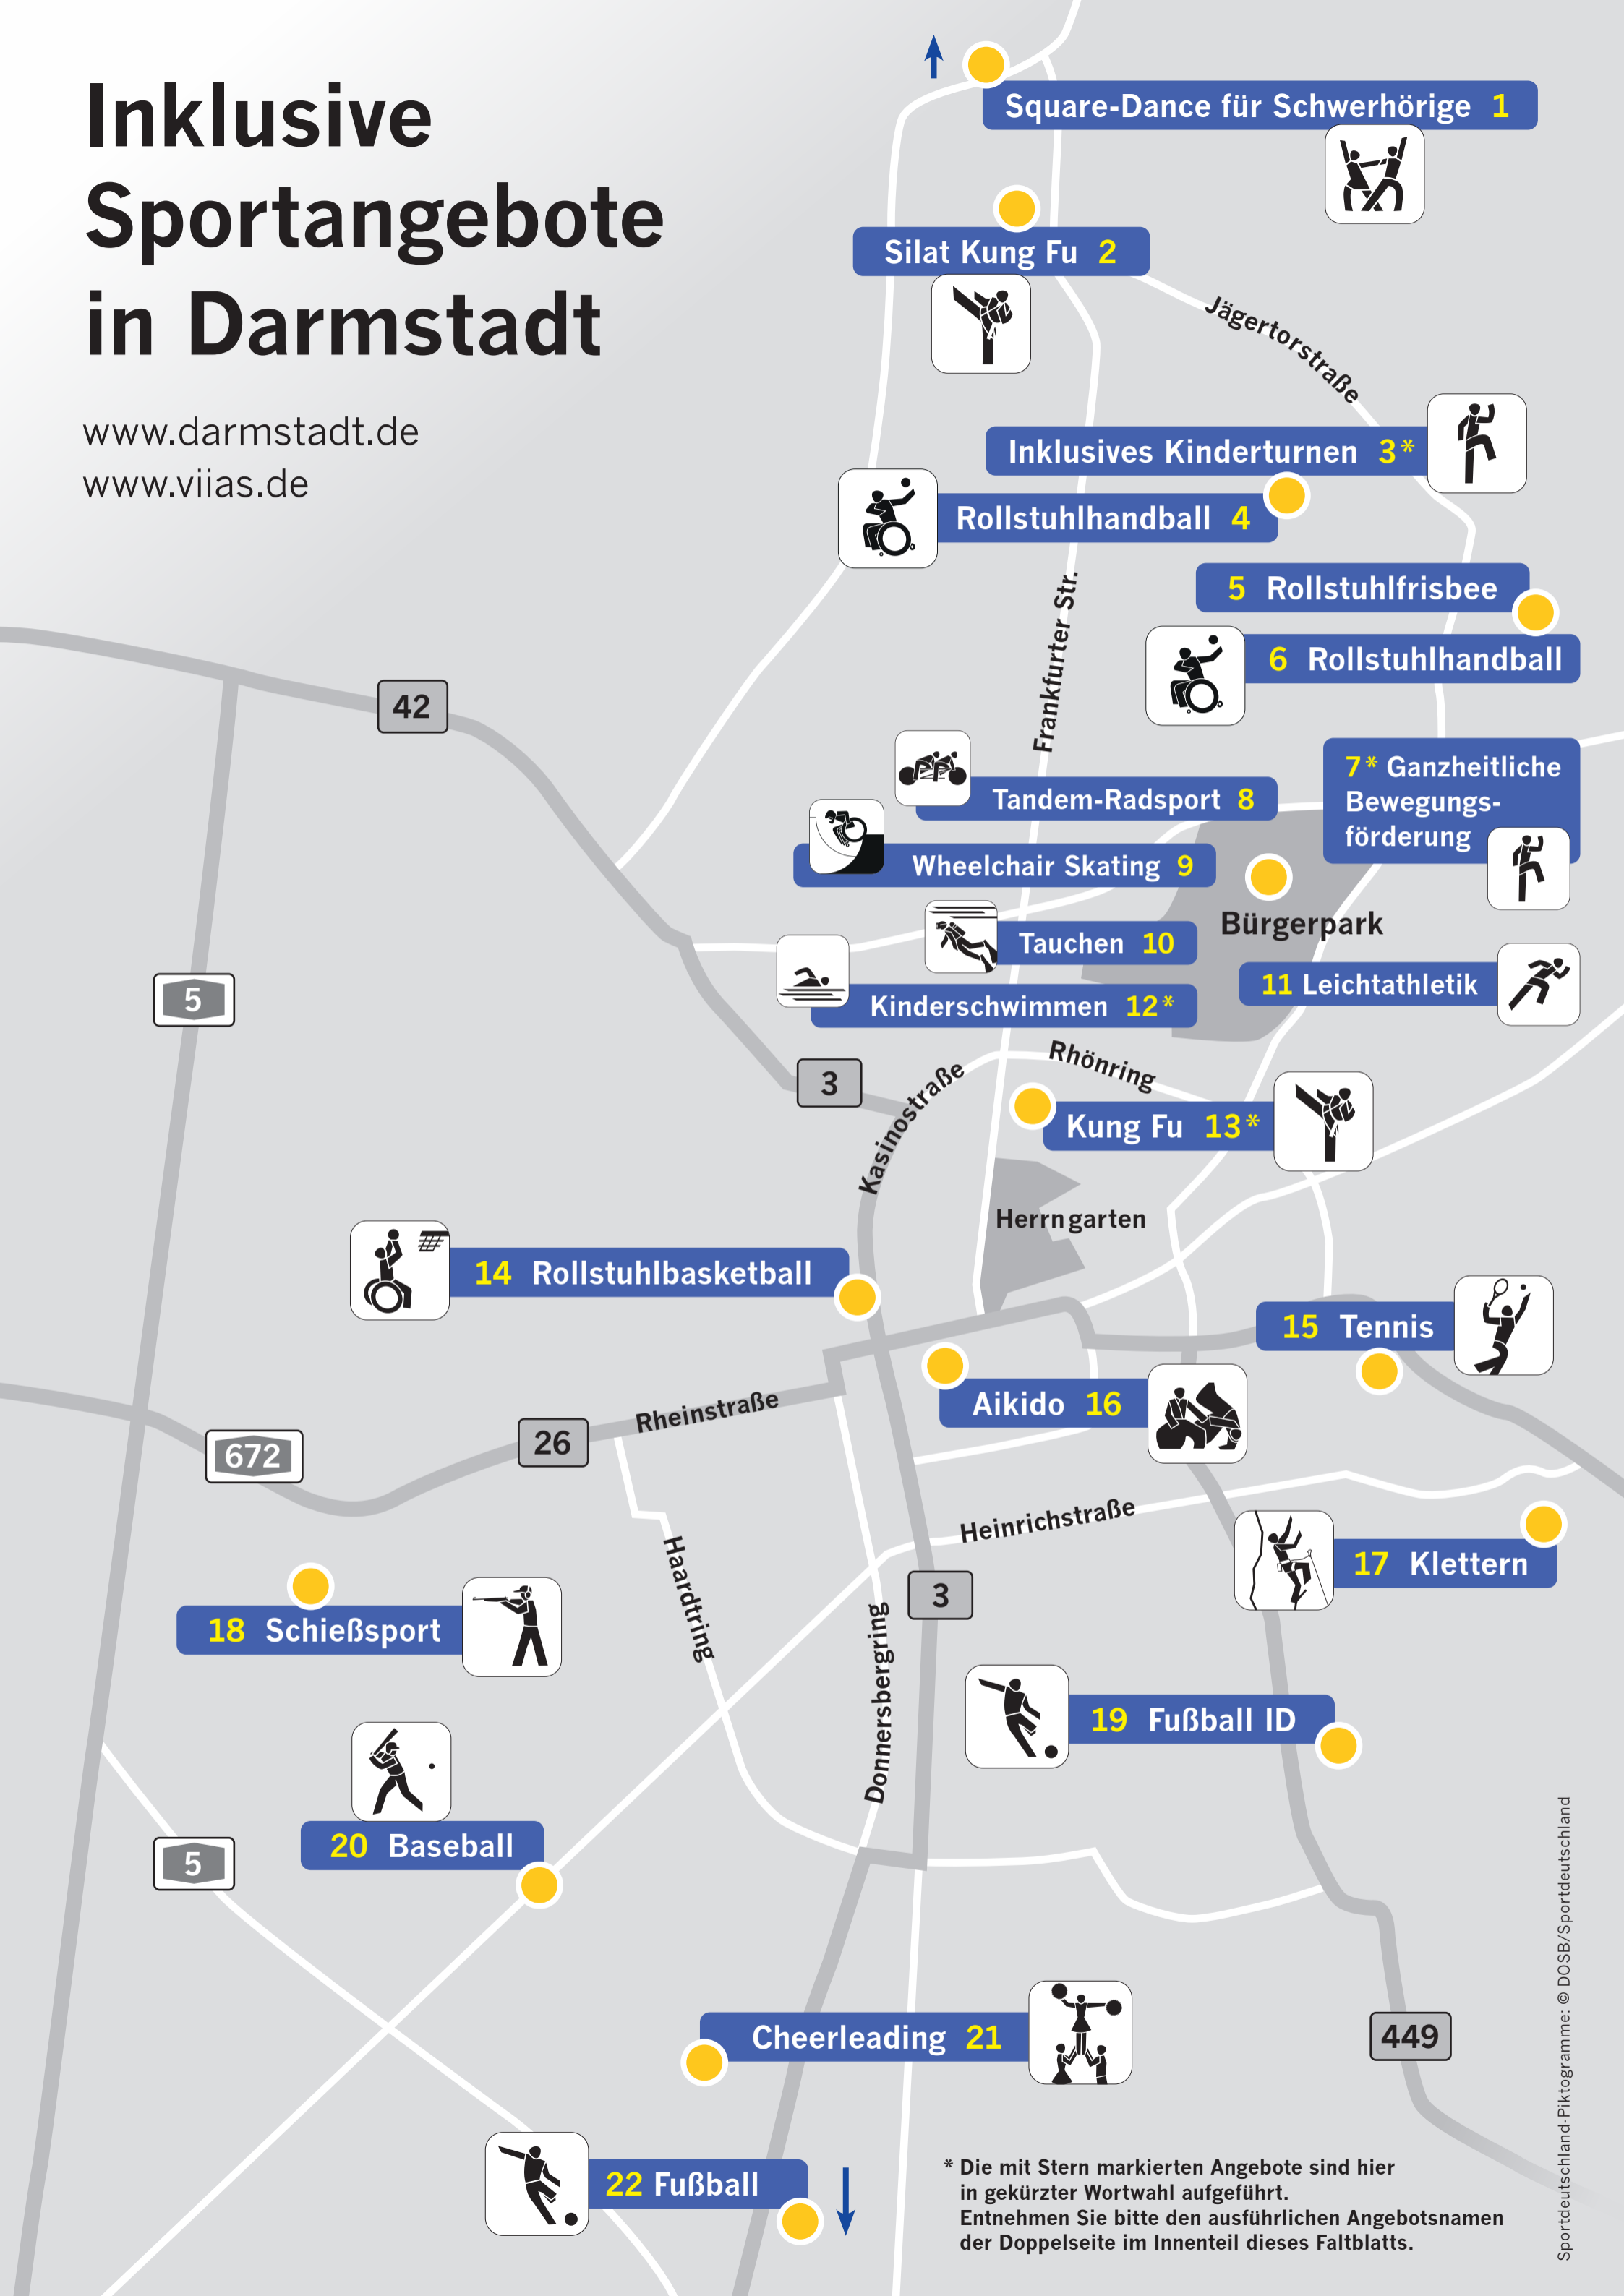 Inklusive
Sportangebote
in Darmstadt
www.darmstadt.de
www.viias.de
Square-Dance für Schwerhörige 1
Silat Kung Fu 2
Jägertorstraße
Inklusives Kinderturnen 3*
Rollstuhlhandball 4
5 Rollstuhlfrisbee
6 Rollstuhlhandball
Frankfurter Str.
42
7* Ganzheitliche
Bewegungs-
förderung
Tandem-Radsport 8
Wheelchair Skating 9
Bürgerpark
Tauchen 10
11 Leichtathletik
Kinderschwimmen 12*
5
3
Kasinostraße
Rhönring
Kung Fu 13*
Herrngarten
14 Rollstuhlbasketball
15 Tennis
Aikido 16
Rheinstraße
26
672
Heinrichstraße
Haardtring
17 Klettern
3
18 Schießsport
Donnersbergring
19 Fußball ID
20 Baseball
5
Cheerleading 21
449
22 Fußball
* Die mit Stern markierten Angebote sind hier
in gekürzter Wortwahl aufgeführt.
Entnehmen Sie bitte den ausführlichen Angebotsnamen
der Doppelseite im Innenteil dieses Faltblatts.
Sportdeutschland-Piktogramme: © DOSB/Sportdeutschland